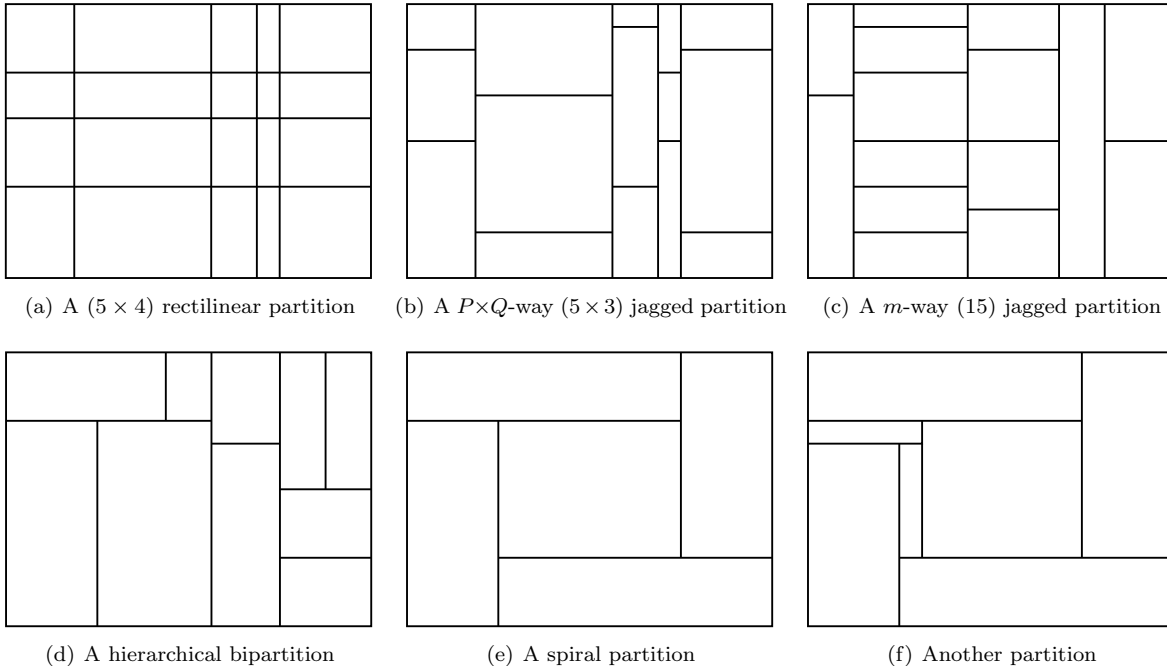 (a) A (5 × 4) rectilinear partition
(b) A P×Q-way (5 × 3) jagged partition
(c) A m-way (15) jagged partition
(d) A hierarchical bipartition
(e) A spiral partition
(f) Another partition